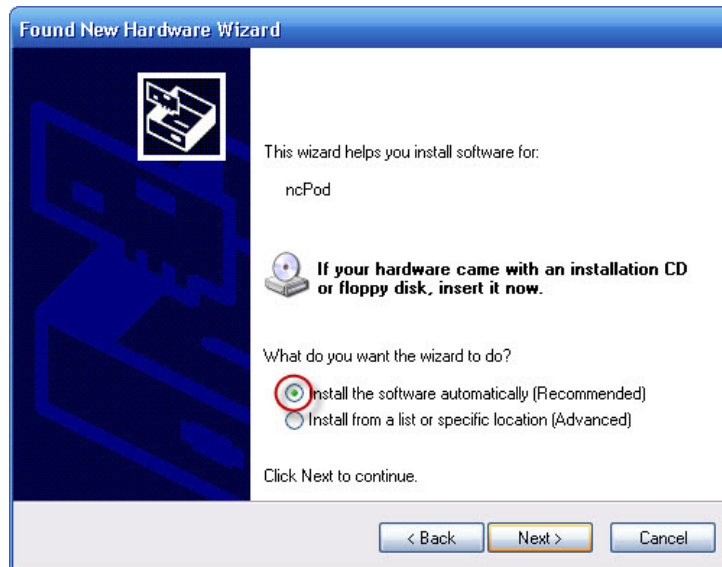 Found New Hardware Wizard
This wizard helps you install software for:
ncPod
If your hardware came with an installation CD
or floppy disk, insert it now.
What do you want the wizard to do?
Install the software automatically (Recommended)
Install from a list or specific location (Advanced)
Click Next to continue.
< Back Next > Cancel